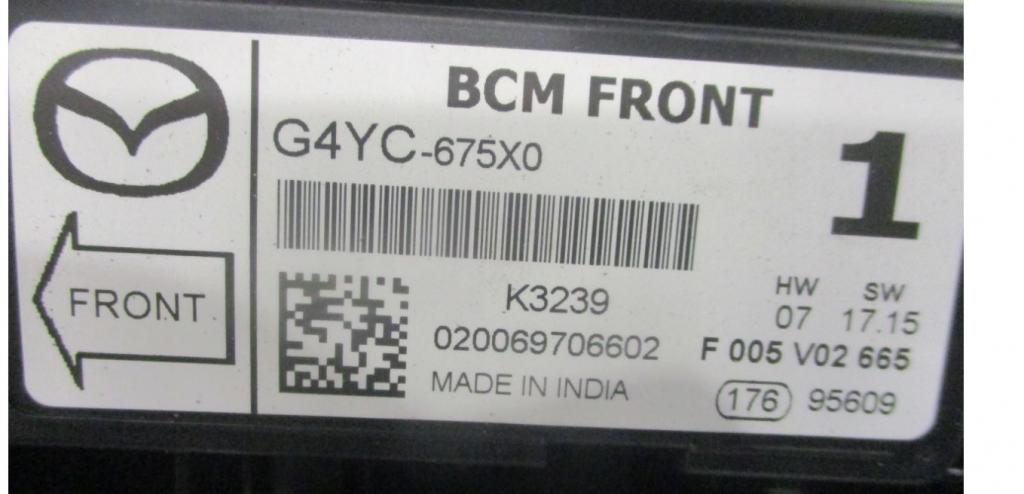 BCM FRONT
G4YC-675X0
1
FRONT
K3239
020069706602
MADE IN INDIA
HW SW
07 17.15
F 005 V02 665
176 95609